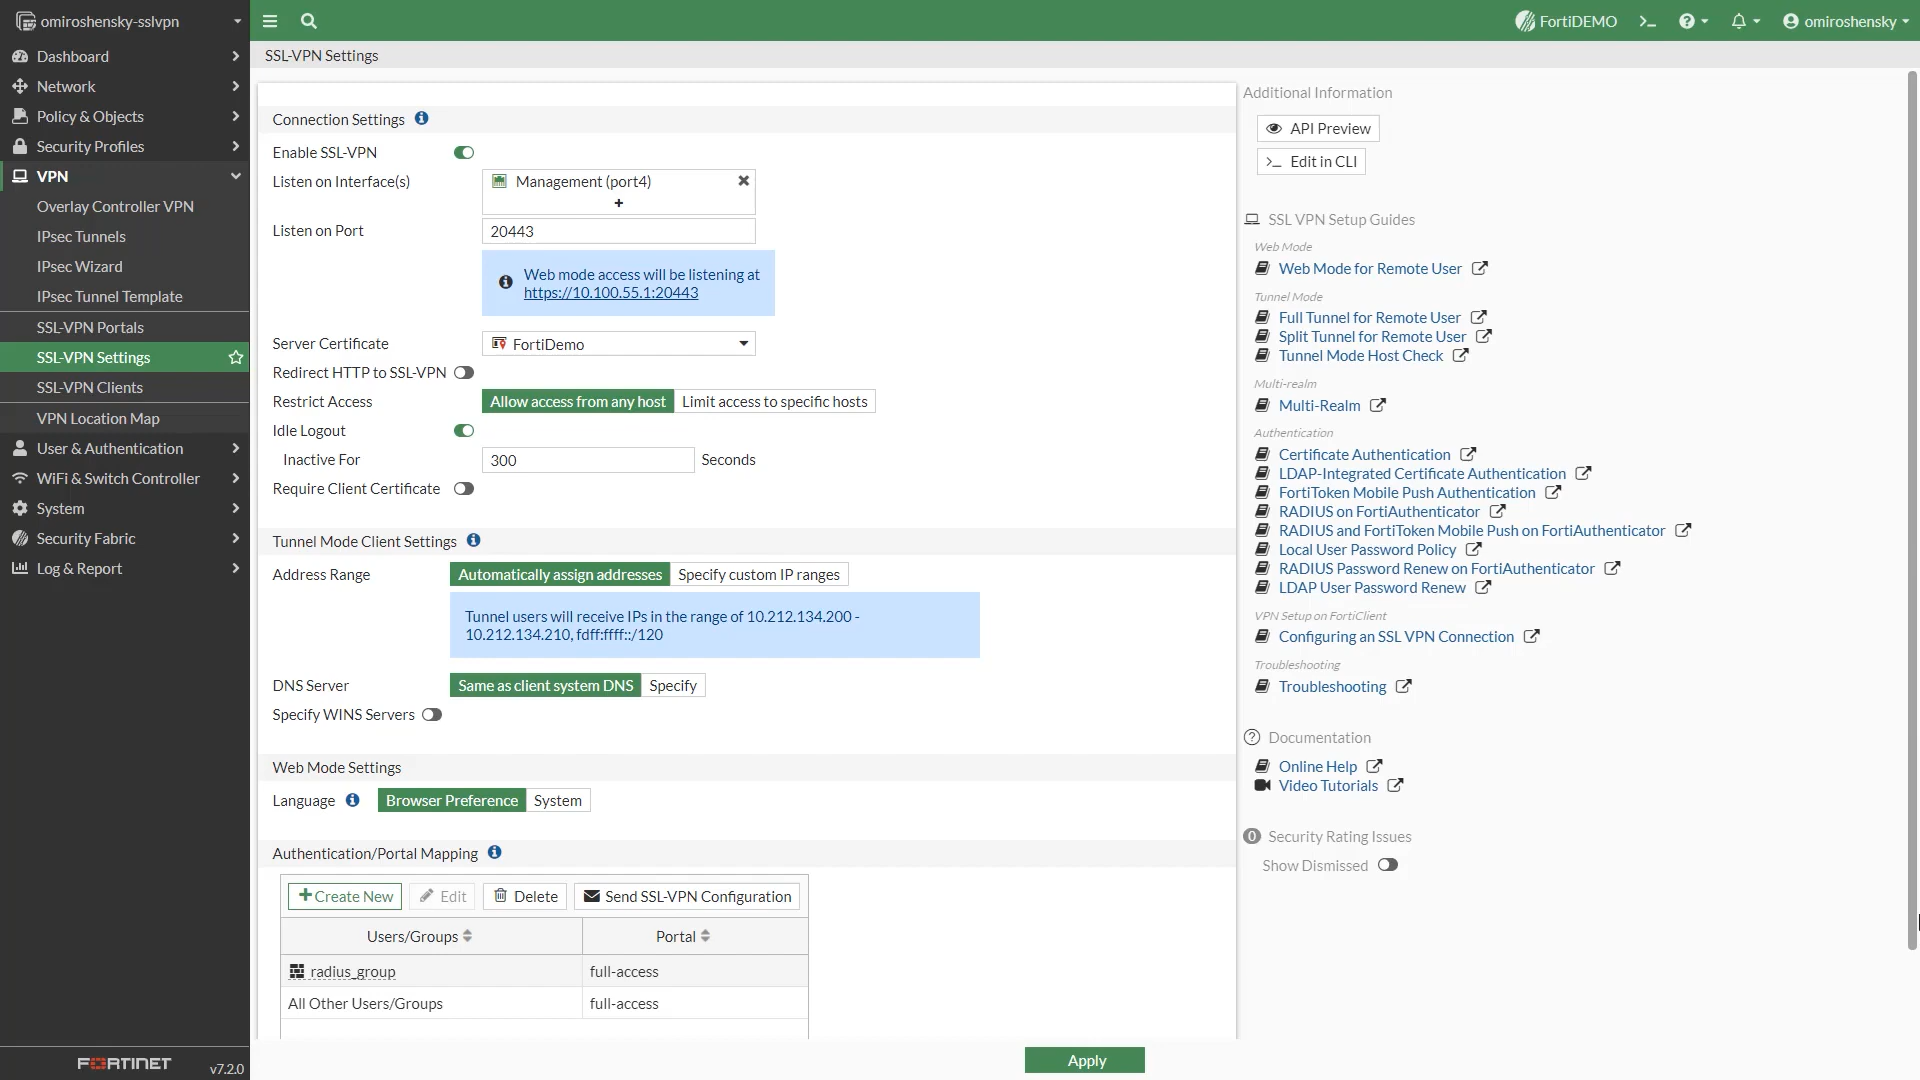 omiroshensky-sslvpn
FortiDEMO
omiroshensky
Dashboard
Network
Policy & Objects
Security Profiles
VPN
Overlay Controller VPN
IPsec Tunnels
IPsec Wizard
IPsec Tunnel Template
SSL-VPN Portals
SSL-VPN Settings
SSL-VPN Clients
VPN Location Map
User & Authentication
WiFi & Switch Controller
System
Security Fabric
Log & Report
FORTINET v7.2.0
SSL-VPN Settings
Connection Settings
Enable SSL-VPN
Listen on Interface(s) Management (port4)
+
Listen on Port 20443
Web mode access will be listening at
https://10.100.55.1:20443
Server Certificate FortiDemo
Redirect HTTP to SSL-VPN
Restrict Access Allow access from any host Limit access to specific hosts
Idle Logout
Inactive For 300 Seconds
Require Client Certificate
Tunnel Mode Client Settings
Address Range Automatically assign addresses Specify custom IP ranges
Tunnel users will receive IPs in the range of 10.212.134.200 -
10.212.134.210, fdff:ffff::/120
DNS Server Same as client system DNS Specify
Specify WINS Servers
Web Mode Settings
Language Browser Preference System
Authentication/Portal Mapping
+ Create New Edit Delete Send SSL-VPN Configuration
Users/Groups Portal
radius_group full-access
All Other Users/Groups full-access
Apply
Additional Information
API Preview
>_ Edit in CLI
SSL VPN Setup Guides
Web Mode
Web Mode for Remote User
Tunnel Mode
Full Tunnel for Remote User
Split Tunnel for Remote User
Tunnel Mode Host Check
Multi-realm
Multi-Realm
Authentication
Certificate Authentication
LDAP-Integrated Certificate Authentication
FortiToken Mobile Push Authentication
RADIUS on FortiAuthenticator
RADIUS and FortiToken Mobile Push on FortiAuthenticator
Local User Password Policy
RADIUS Password Renew on FortiAuthenticator
LDAP User Password Renew
VPN Setup on FortiClient
Configuring an SSL VPN Connection
Troubleshooting
Troubleshooting
Documentation
Online Help
Video Tutorials
0 Security Rating Issues
Show Dismissed